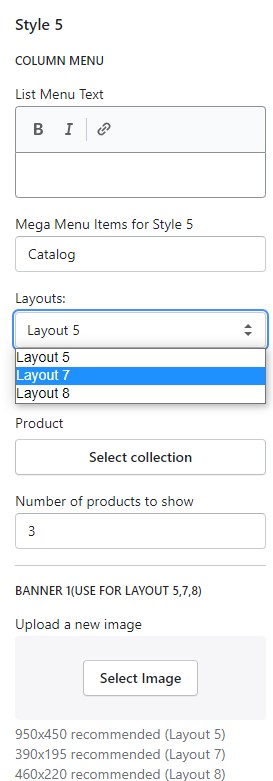 Style 5
COLUMN MENU
List Menu Text
B I
Mega Menu Items for Style 5
Catalog
Layouts:
Layout 5
Layout 5
Layout 7
Layout 8
Product
Select collection
Number of products to show
3
BANNER 1(USE FOR LAYOUT 5,7,8)
Upload a new image
Select Image
950x450 recommended (Layout 5)
390x195 recommended (Layout 7)
460x220 recommended (Layout 8)